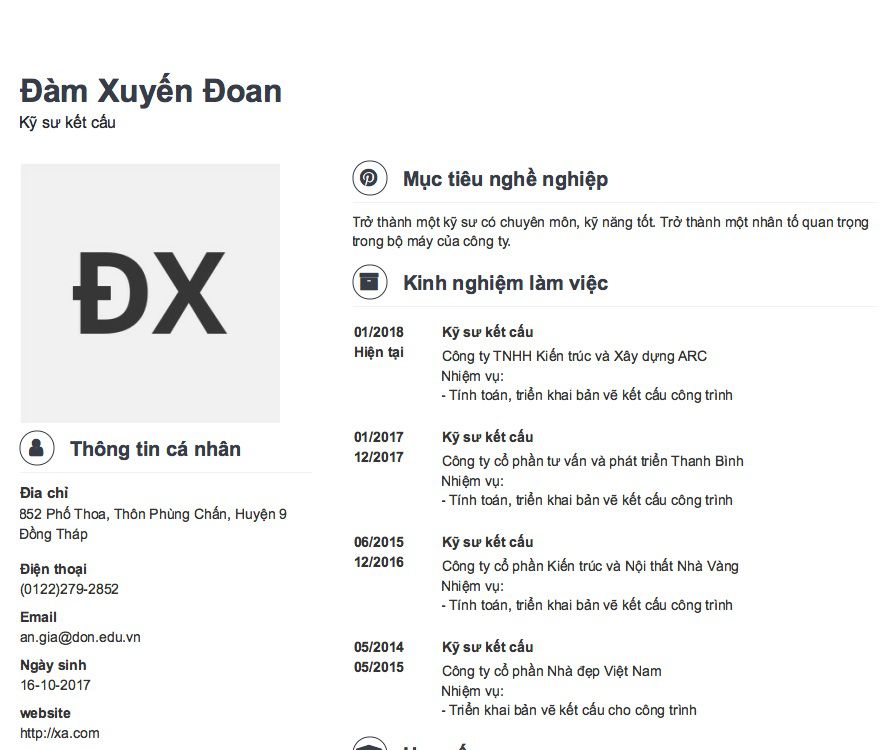 Đàm Xuyến Đoan
Kỹ sư kết cấu
ĐX
Thông tin cá nhân
Đia chỉ
852 Phố Thoa, Thôn Phùng Chấn, Huyện 9
Đồng Tháp
Điện thoại
(0122)279-2852
Email
an.gia@don.edu.vn
Ngày sinh
16-10-2017
website
http://xa.com
Mục tiêu nghề nghiệp
Trở thành một kỹ sư có chuyên môn, kỹ năng tốt. Trở thành một nhân tố quan trọng
trong bộ máy của công ty.
Kinh nghiệm làm việc
01/2018
Hiện tại
Kỹ sư kết cấu
Công ty TNHH Kiến trúc và Xây dựng ARC
Nhiệm vụ:
- Tính toán, triển khai bản vẽ kết cấu công trình
01/2017
12/2017
Kỹ sư kết cấu
Công ty cổ phần tư vấn và phát triển Thanh Bình
Nhiệm vụ:
- Tính toán, triển khai bản vẽ kết cấu công trình
06/2015
12/2016
Kỹ sư kết cấu
Công ty cổ phần Kiến trúc và Nội thất Nhà Vàng
Nhiệm vụ:
- Tính toán, triển khai bản vẽ kết cấu công trình
05/2014
05/2015
Kỹ sư kết cấu
Công ty cổ phần Nhà đẹp Việt Nam
Nhiệm vụ:
- Triển khai bản vẽ kết cấu cho công trình